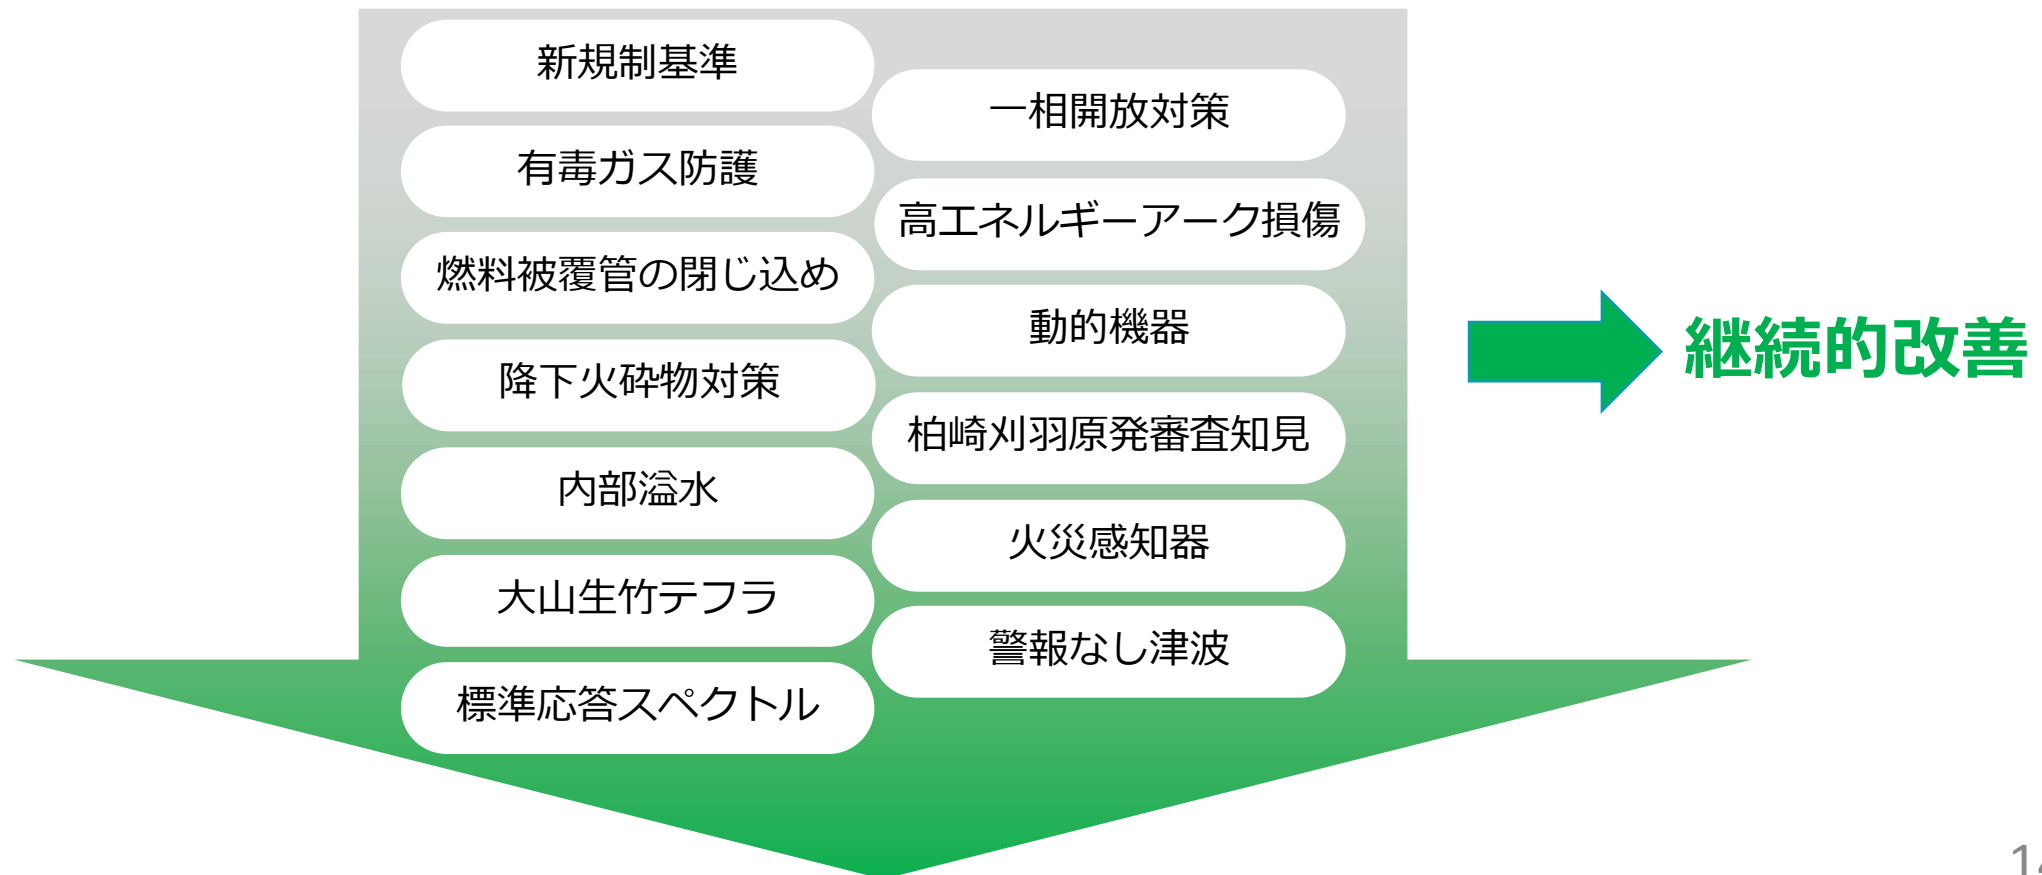 新規制基準
一相開放対策
有毒ガス防護
高エネルギーアーク損傷
燃料被覆管の閉じ込め
動的機器
降下火砕物対策
柏崎刈羽原発審査知見
内部溢水
火災感知器
大山生竹テフラ
警報なし津波
標準応答スペクトル
継続的改善